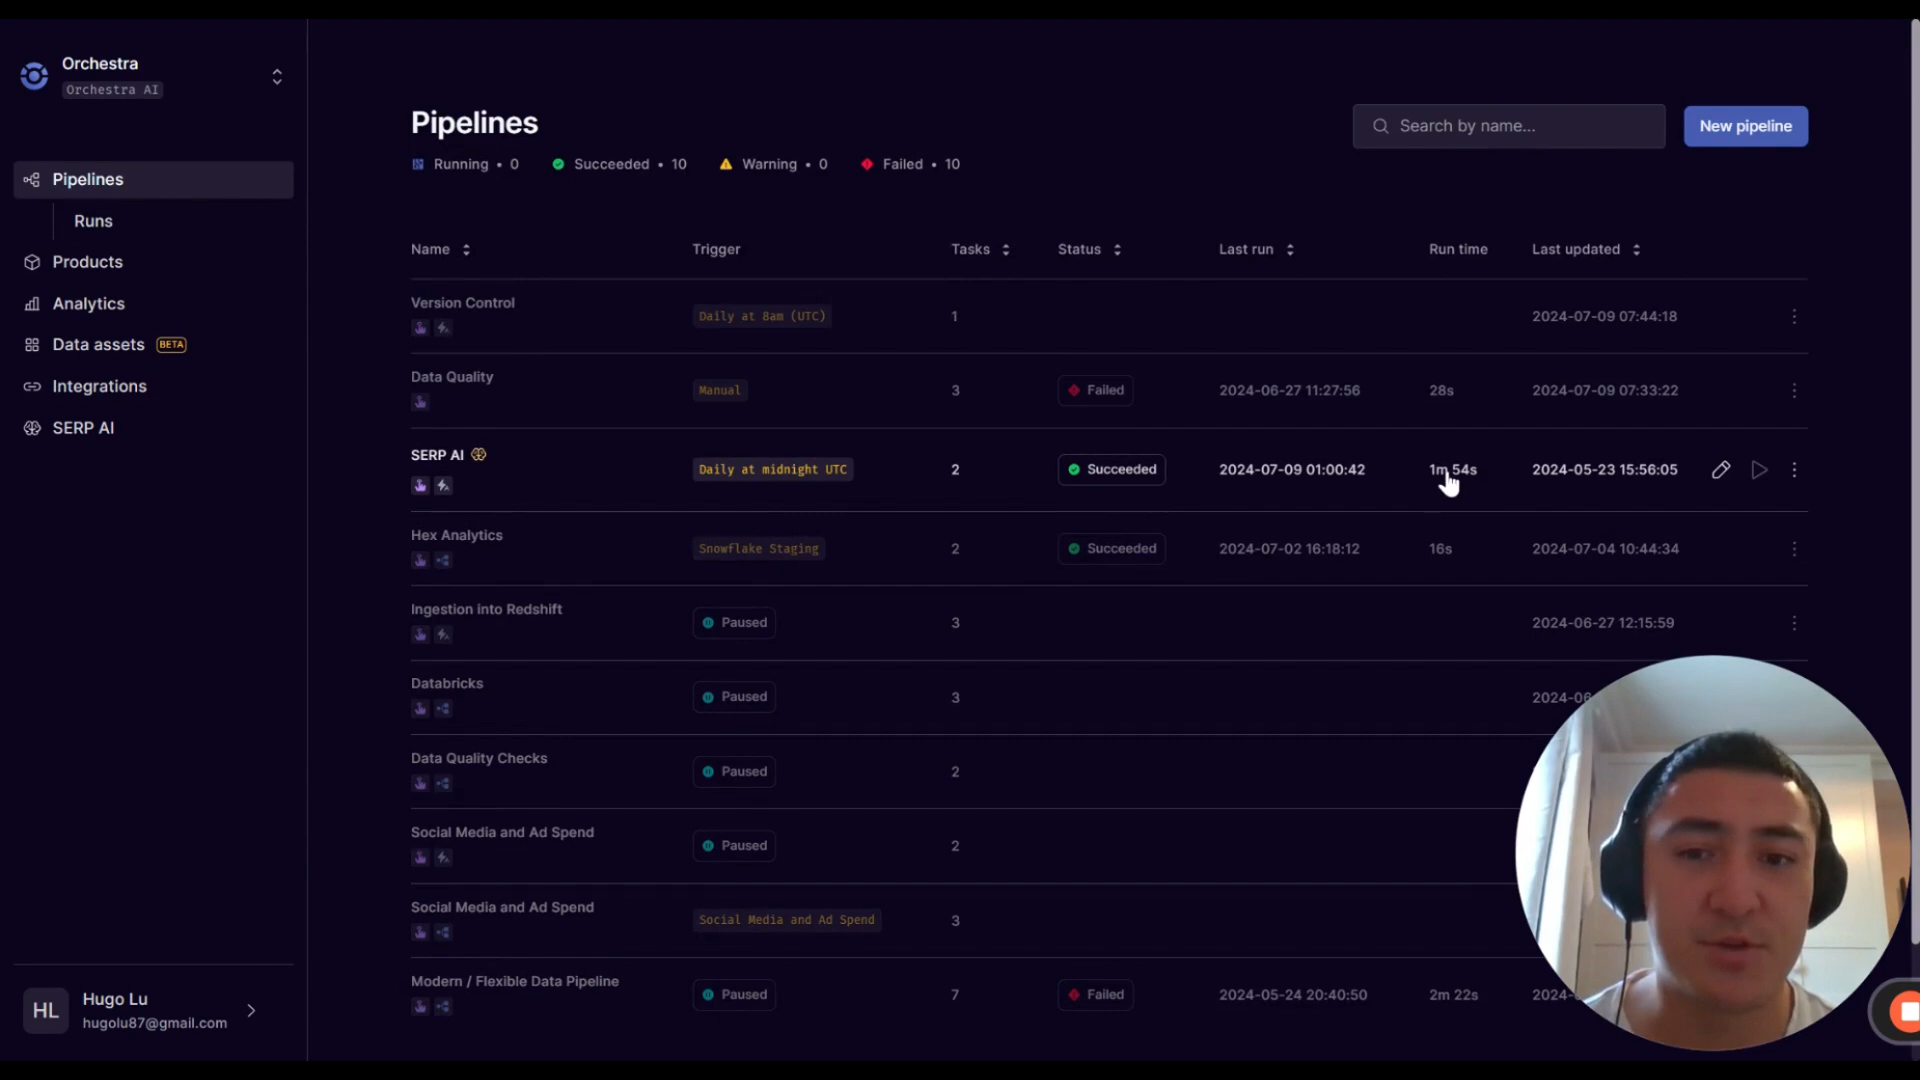 Orchestra
Orchestra AI
Pipelines
Runs
Products
Analytics
Data assets BETA
Integrations
SERP AI
HL
Hugo Lu
hugolu87@gmail.com
Pipelines
Search by name...
New pipeline
Running • 0 Succeeded • 10 Warning • 0 Failed • 10
Name Trigger Tasks Status Last run Run time Last updated
Version Control Daily at 8am (UTC) 1 2024-07-09 07:44:18
Data Quality Manual 3 Failed 2024-06-27 11:27:56 28s 2024-07-09 07:33:22
SERP AI Daily at midnight UTC 2 Succeeded 2024-07-09 01:00:42 1m 54s 2024-05-23 15:56:05
Hex Analytics Snowflake Staging 2 Succeeded 2024-07-02 16:18:12 16s 2024-07-04 10:44:34
Ingestion into Redshift Paused 3 2024-06-27 12:15:59
Databricks Paused 3 2024-06
Data Quality Checks Paused 2
Social Media and Ad Spend Paused 2
Social Media and Ad Spend Social Media and Ad Spend 3
Modern / Flexible Data Pipeline Paused 7 Failed 2024-05-24 20:40:50 2m 22s 2024-